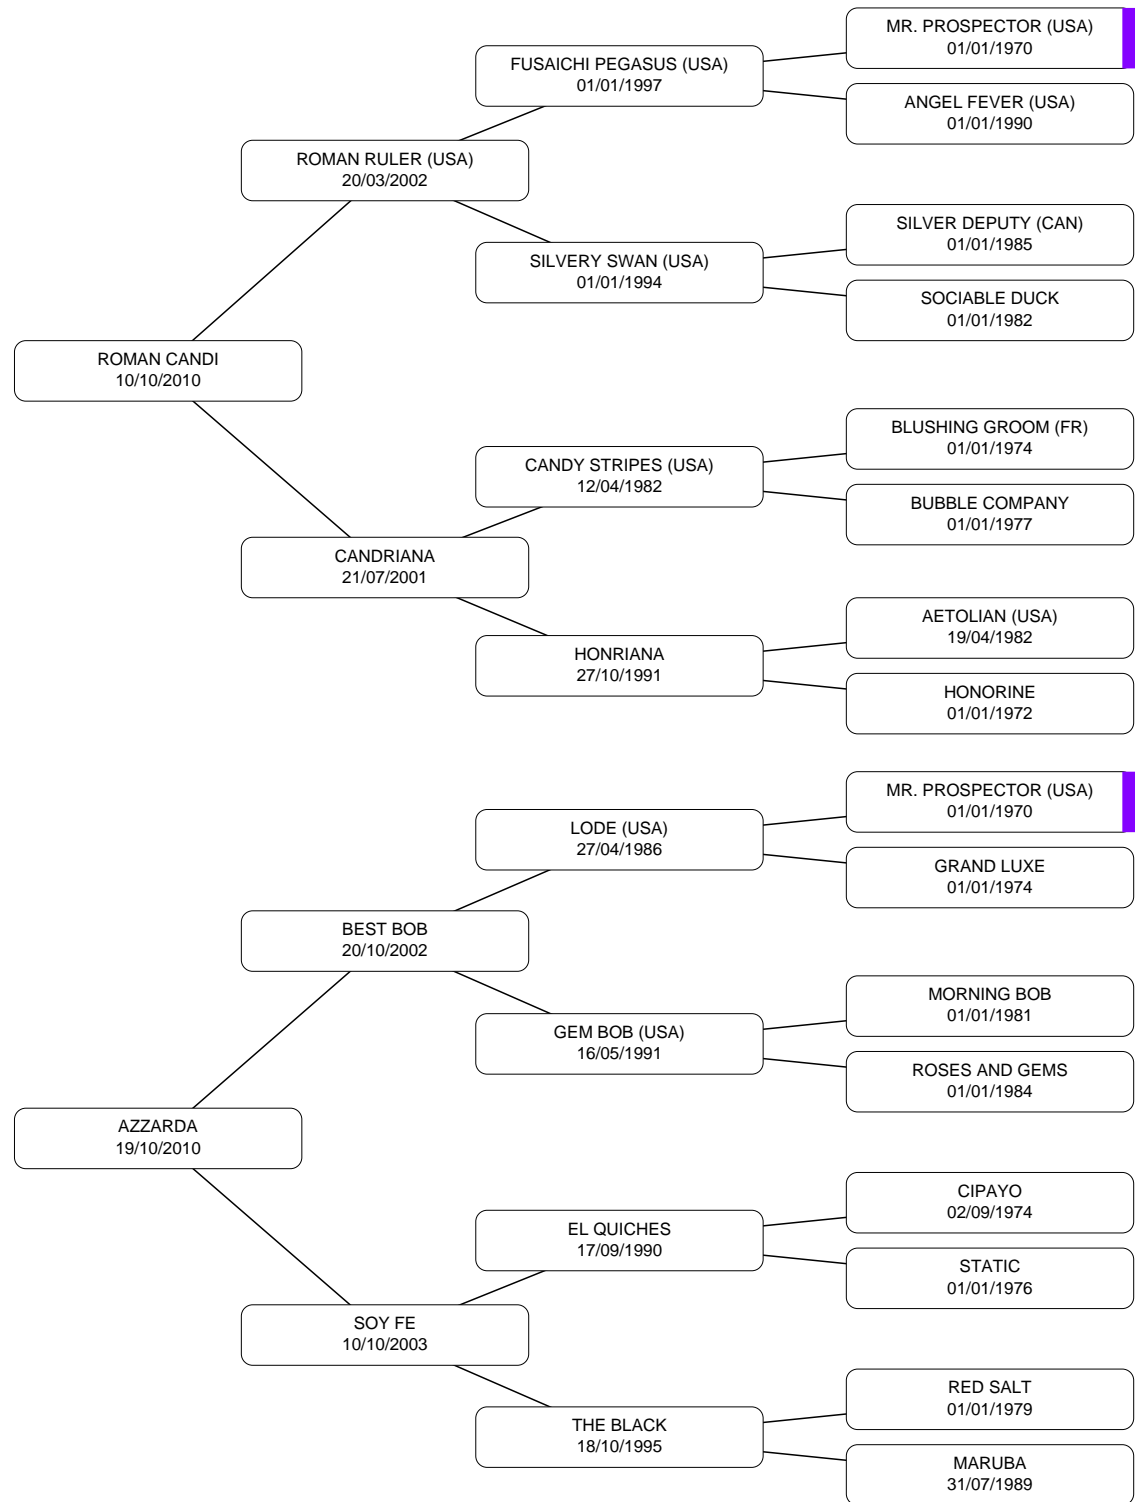 MR. PROSPECTOR (USA)
01/01/1970
FUSAICHI PEGASUS (USA)
01/01/1997
ANGEL FEVER (USA)
01/01/1990
ROMAN RULER (USA)
20/03/2002
SILVER DEPUTY (CAN)
01/01/1985
SILVERY SWAN (USA)
01/01/1994
SOCIABLE DUCK
01/01/1982
ROMAN CANDI
10/10/2010
BLUSHING GROOM (FR)
01/01/1974
CANDY STRIPES (USA)
12/04/1982
BUBBLE COMPANY
01/01/1977
CANDRIANA
21/07/2001
AETOLIAN (USA)
19/04/1982
HONRIANA
27/10/1991
HONORINE
01/01/1972
MR. PROSPECTOR (USA)
01/01/1970
LODE (USA)
27/04/1986
GRAND LUXE
01/01/1974
BEST BOB
20/10/2002
MORNING BOB
01/01/1981
GEM BOB (USA)
16/05/1991
ROSES AND GEMS
01/01/1984
AZZARDA
19/10/2010
CIPAYO
02/09/1974
EL QUICHES
17/09/1990
STATIC
01/01/1976
SOY FE
10/10/2003
RED SALT
01/01/1979
THE BLACK
18/10/1995
MARUBA
31/07/1989